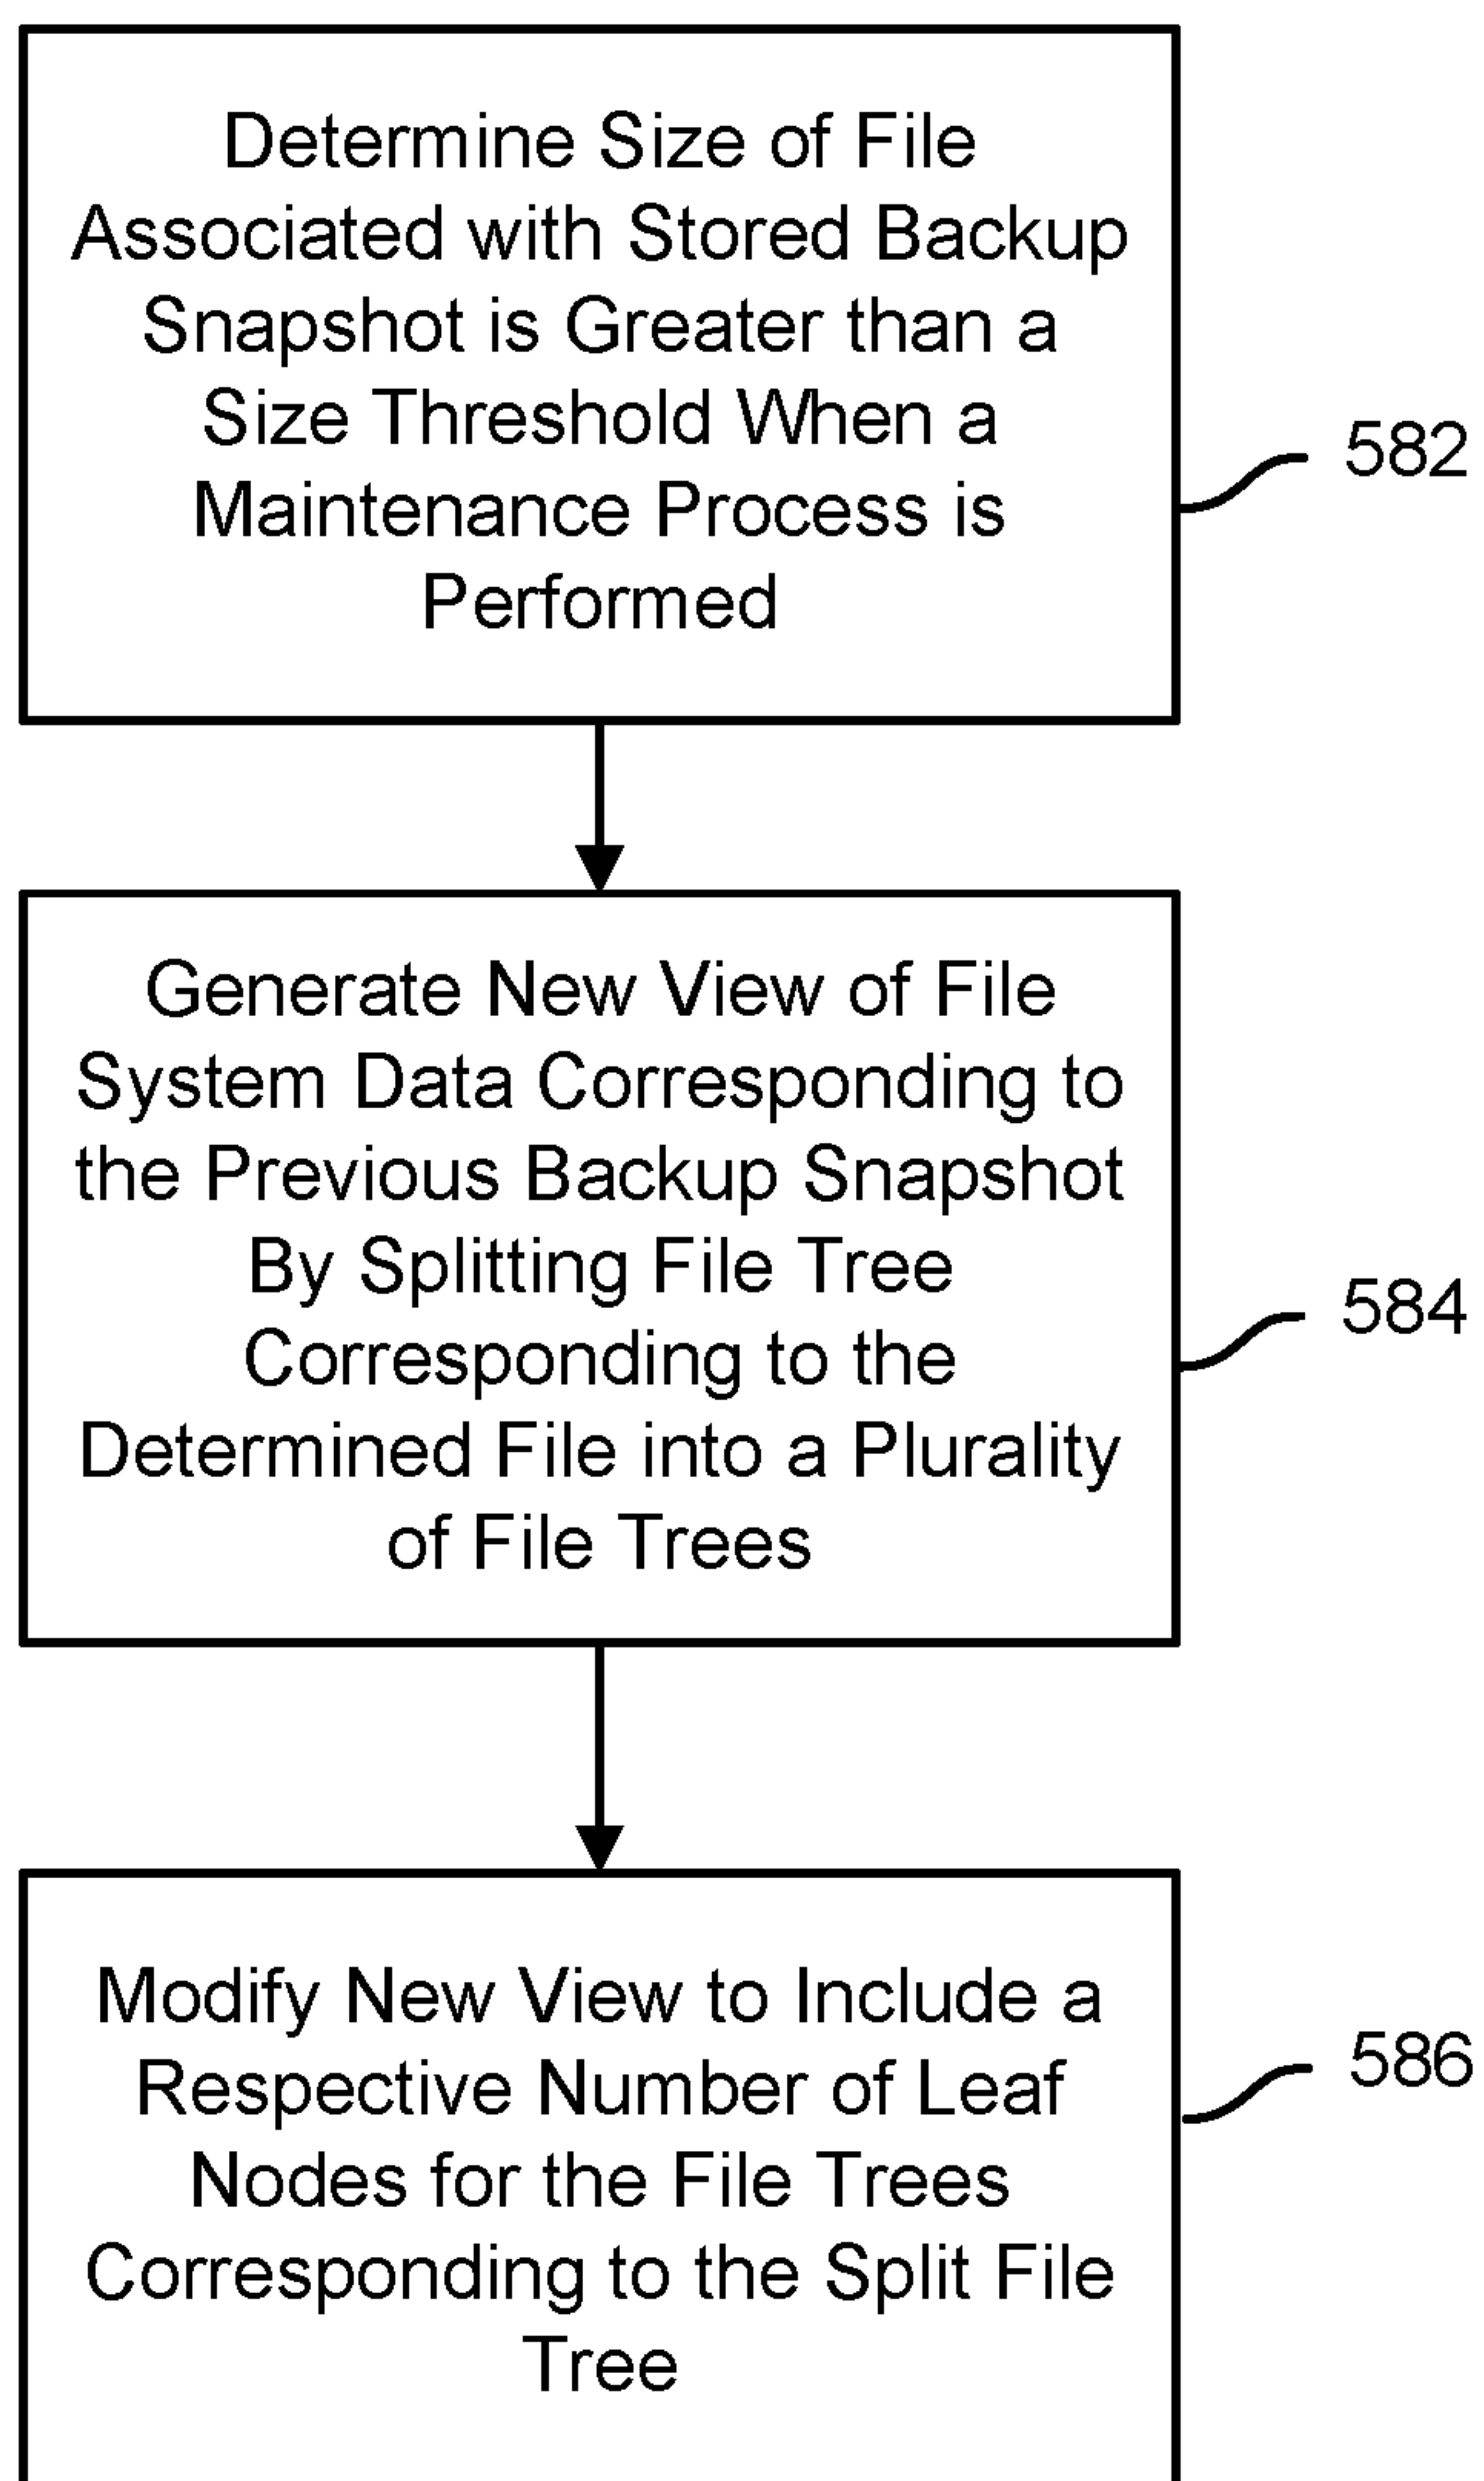 Determine Size of File
Associated with Stored Backup
Snapshot is Greater than a
Size Threshold When a
Maintenance Process is
Performed
582
Generate New View of File
System Data Corresponding to
the Previous Backup Snapshot
By Splitting File Tree
Corresponding to the
Determined File into a Plurality
of File Trees
584
Modify New View to Include a
Respective Number of Leaf
Nodes for the File Trees
Corresponding to the Split File
Tree
586